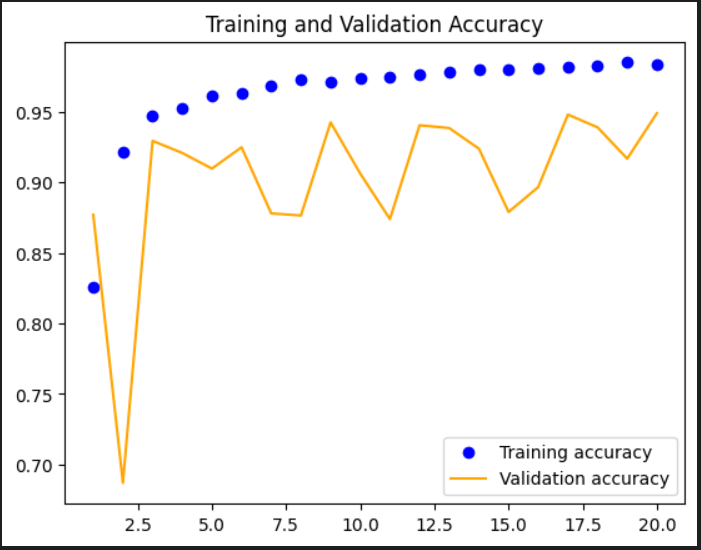 Training and Validation Accuracy
0.95
0.90
0.85
0.80
0.75
0.70
Training accuracy
Validation accuracy
2.5 5.0 7.5 10.0 12.5 15.0 17.5 20.0